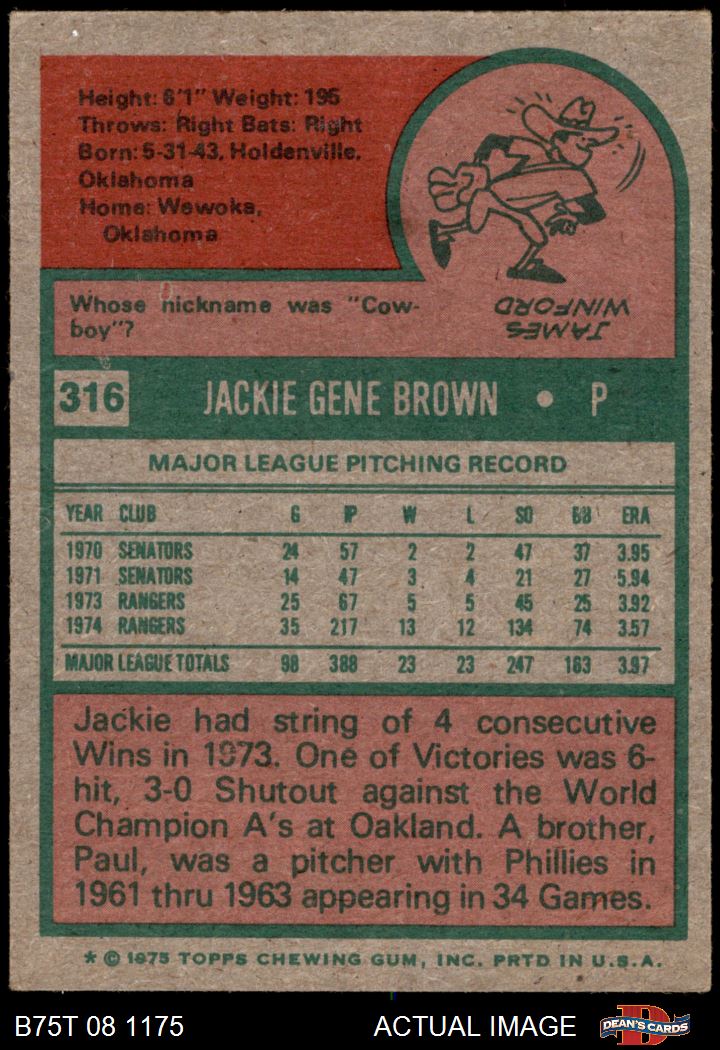 Height: 6'1" Weight: 195
Throws: Right Bats: Right
Born: 5-31-43, Holdenville,
Oklahoma
Home: Wewoka,
Oklahoma
Whose nickname was "Cow-
boy"?
JAMES
WINFORD
316 JACKIE GENE BROWN • P
MAJOR LEAGUE PITCHING RECORD
YEAR CLUB G IP W L SO BB ERA
1970 SENATORS 24 57 2 2 47 37 3.95
1971 SENATORS 14 47 3 4 21 27 5.94
1973 RANGERS 25 67 5 5 45 25 3.92
1974 RANGERS 35 217 13 12 134 74 3.57
MAJOR LEAGUE TOTALS 98 388 23 23 247 163 3.97
Jackie had string of 4 consecutive
Wins in 1973. One of Victories was 6-
hit, 3-0 Shutout against the World
Champion A's at Oakland. A brother,
Paul, was a pitcher with Phillies in
1961 thru 1963 appearing in 34 Games.
* © 1975 TOPPS CHEWING GUM, INC. PRTD IN U.S.A.
B75T 08 1175 ACTUAL IMAGE DEAN'S CARDS